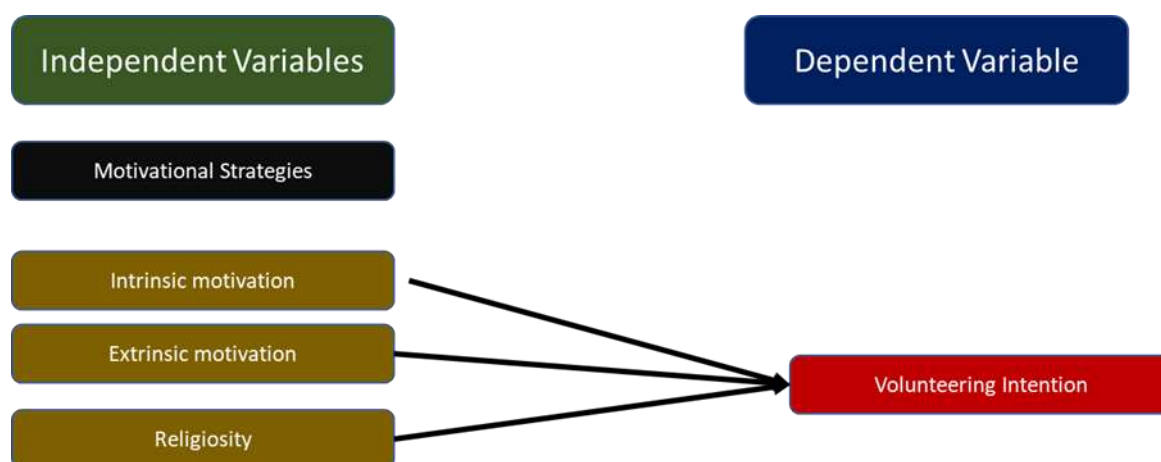 Independent Variables
Dependent Variable
Motivational Strategies
Intrinsic motivation
Extrinsic motivation
Volunteering Intention
Religiosity